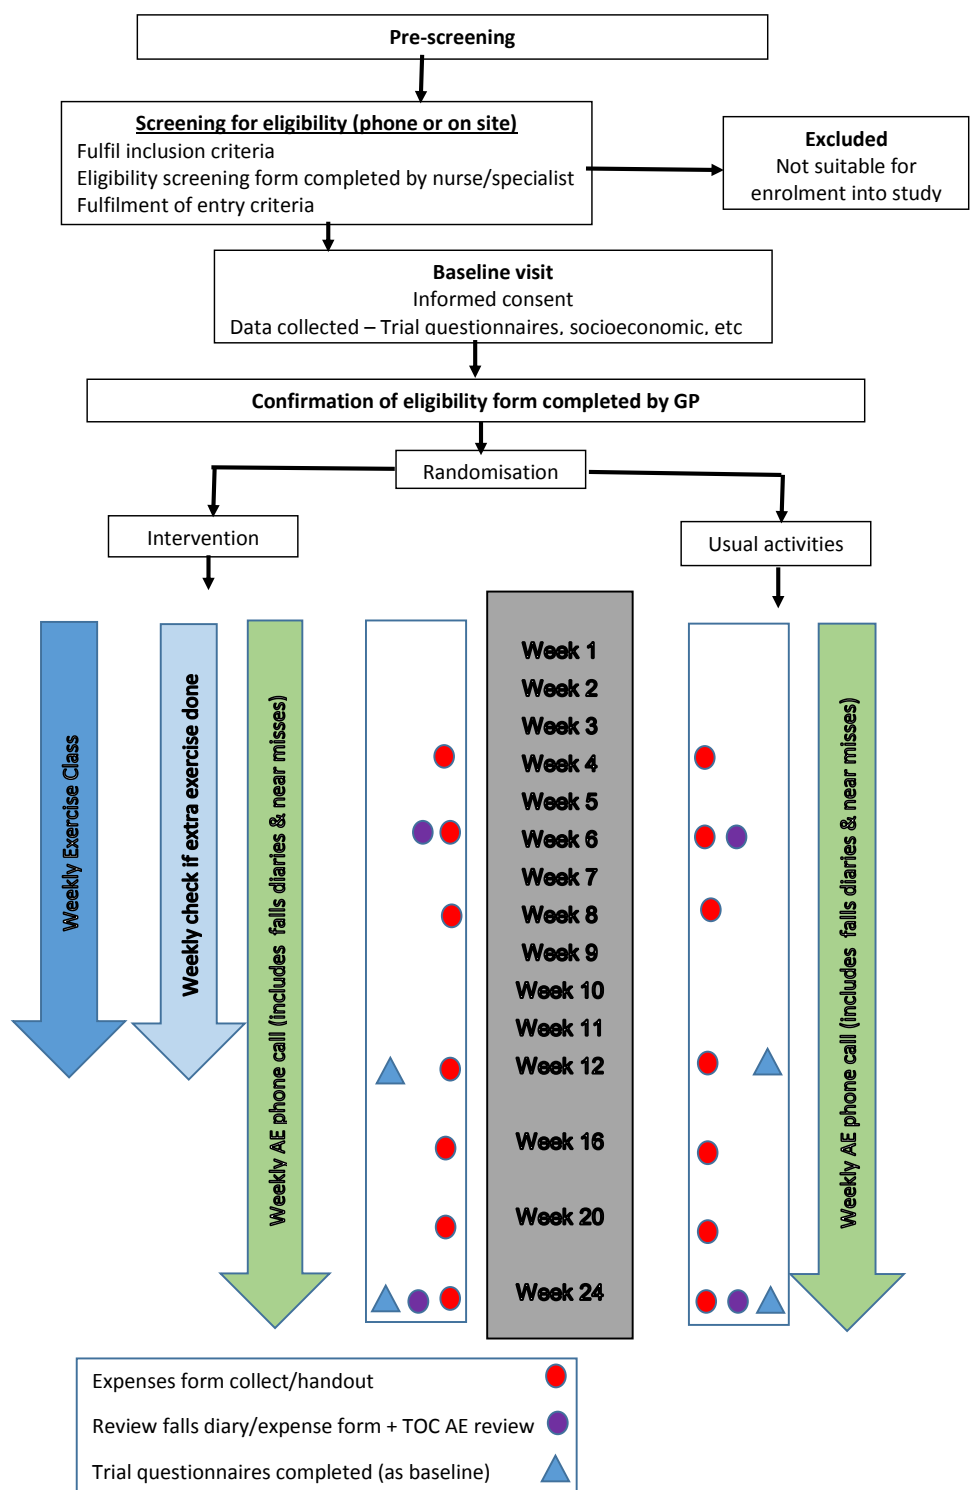 Pre-screening
Screening for eligibility (phone or on site)
Fulfil inclusion criteria
Eligibility screening form completed by nurse/specialist
Fulfilment of entry criteria
Excluded
Not suitable for
enrolment into study
Baseline visit
Informed consent
Data collected – Trial questionnaires, socioeconomic, etc
Confirmation of eligibility form completed by GP
Randomisation
Intervention
Usual activities
Weekly Exercise Class
Weekly check if extra exercise done
Weekly AE phone call (includes falls diaries & near misses)
Week 1
Week 2
Week 3
Week 4
Week 5
Week 6
Week 7
Week 8
Week 9
Week 10
Week 11
Week 12
Week 16
Week 20
Week 24
Weekly AE phone call (includes falls diaries & near misses)
Expenses form collect/handout
Review falls diary/expense form + TOC AE review
Trial questionnaires completed (as baseline)